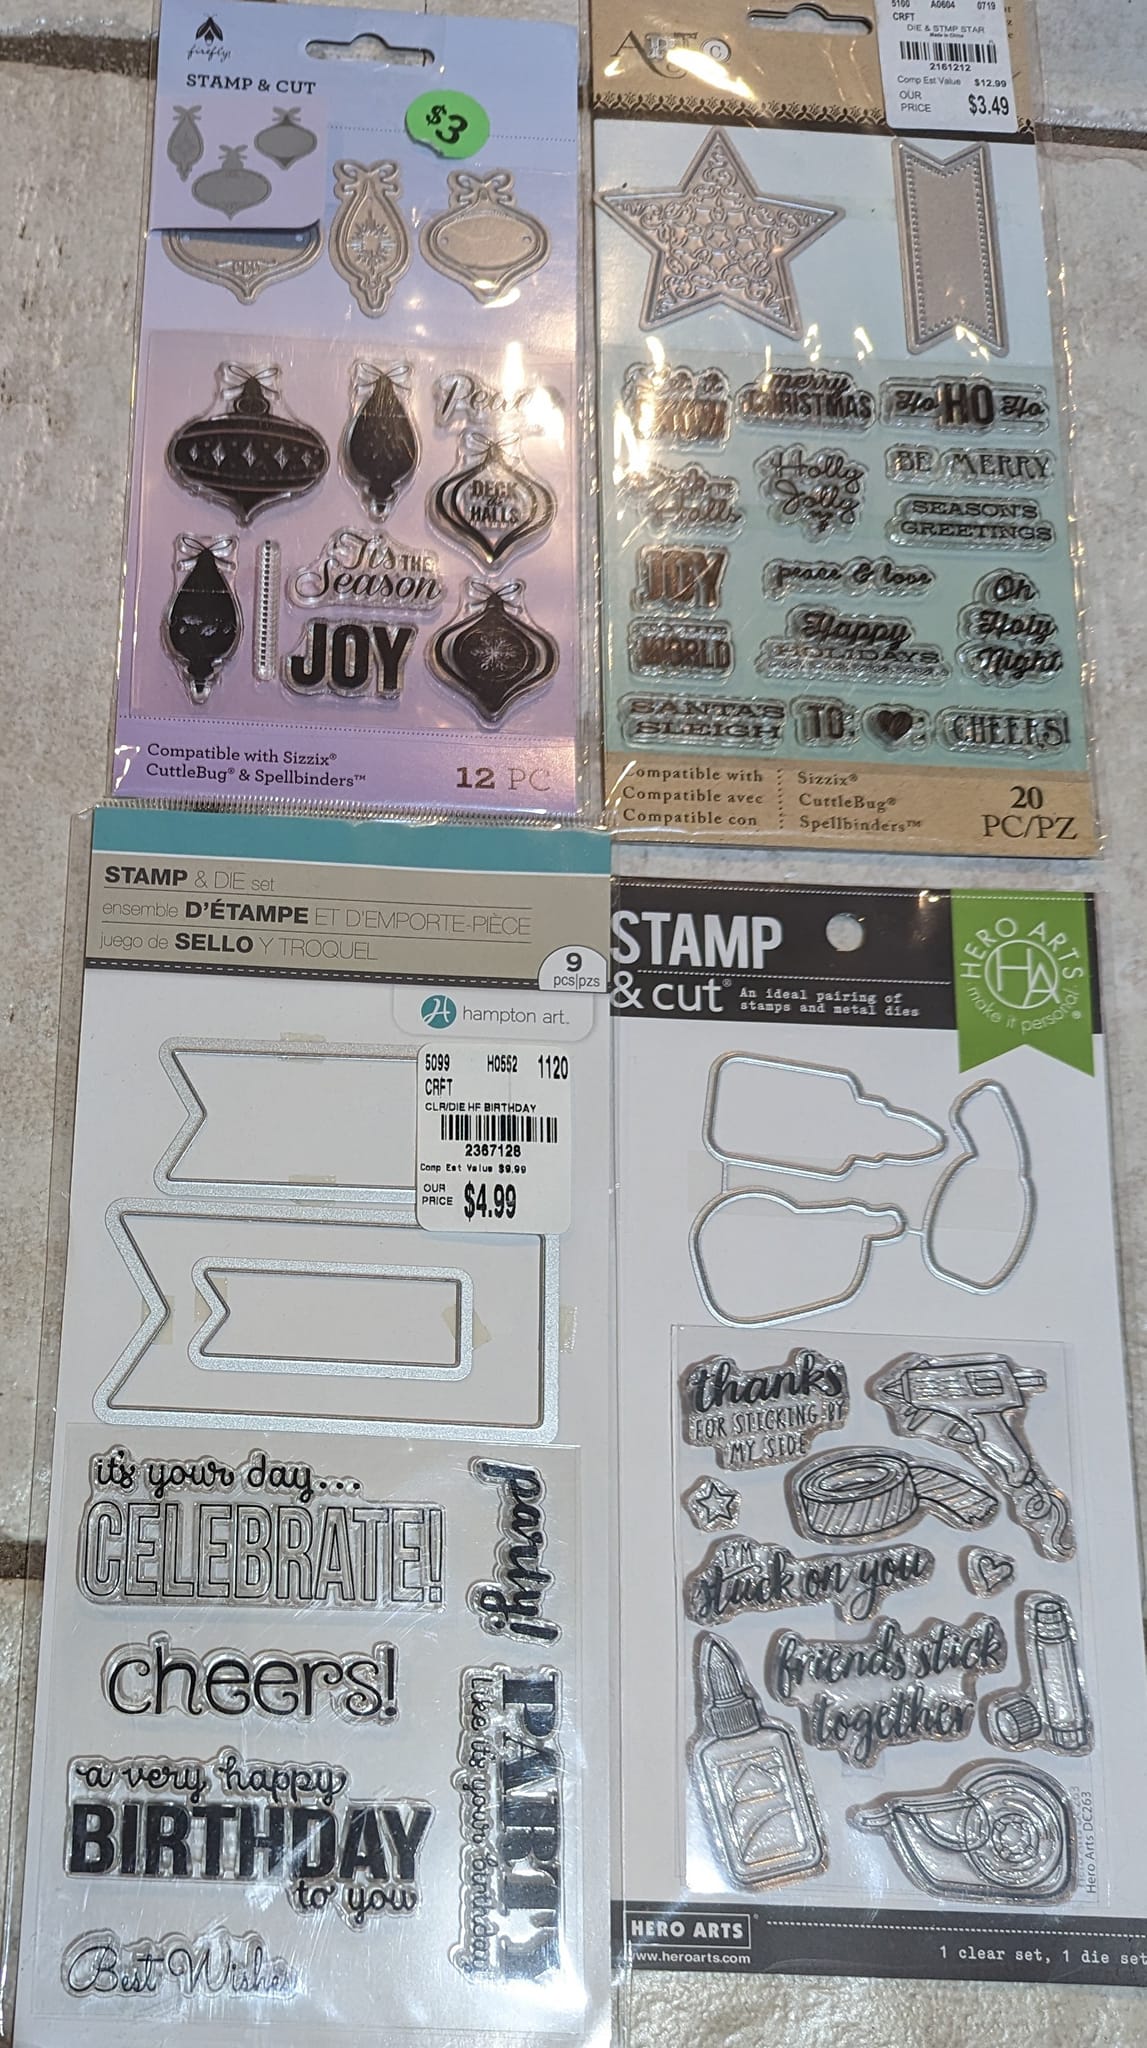 firefly
STAMP & CUT
$3
Peace
DECK
the
HALLS
'Tis THE
Season
JOY
Compatible with Sizzix®
CuttleBug® & Spellbinders™
12 PC
ART
C
5100 A0604 0719
CRFT
DIE & STMP STAR
Made in China
2161212
Comp Est Value $12.99
OUR
PRICE $3.49
let it
SNOW
merry
CHRISTMAS
Ho HO Ho
Holly
Jolly
BE MERRY
Halls
SEASON'S
GREETINGS
JOY
peace & love
Oh
Holy
Night
WORLD
Happy
HOLIDAYS
SANTA'S
SLEIGH
TO:
CHEERS!
Compatible with
Compatible avec
Compatible con
Sizzix®
CuttleBug®
Spellbinders™
20
PC/PZ
STAMP & DIE set
ensemble D'ÉTAMPE ET D'EMPORTE-PIÈCE
juego de SELLO Y TROQUEL
9
pcs|pzs
hampton art™
5099 H0552 1120
CRFT
CLR/DIE HF BIRTHDAY
2367128
Comp Est Value $9.99
OUR
PRICE $4.99
it's your day...
CELEBRATE!
party!
cheers!
a very happy
BIRTHDAY
to you
PARTY
like it's your birthday
Best Wishes
STAMP
& cut®
An ideal pairing of
stamps and metal dies
HERO ARTS
HA
make it personal
thanks
FOR STICKING BY
MY SIDE
I'M
stuck on you
friends stick
together
Hero Arts DC263
HERO ARTS®
www.heroarts.com
1 clear set, 1 die set